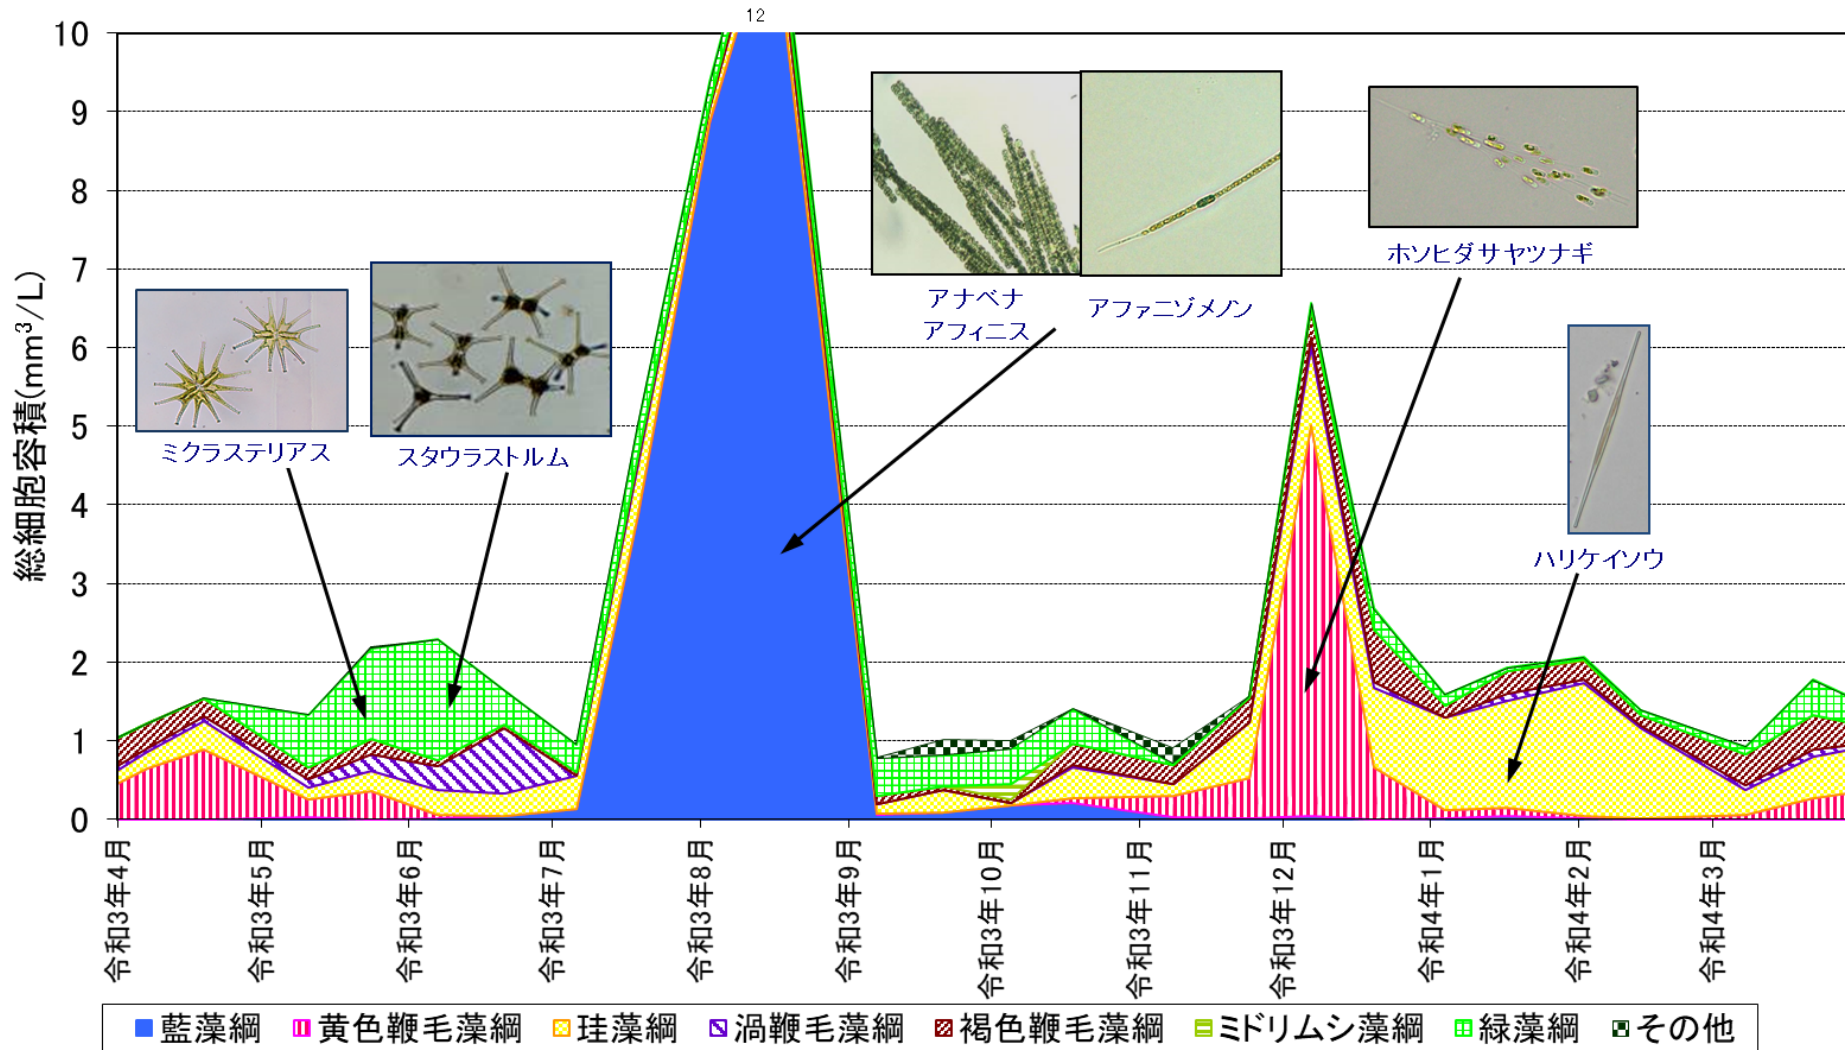 12
総細胞容積(mm³/L)
10
9
8
7
6
5
4
3
2
1
0
ミクラステリアス
スタウラストルム
アナベナ
アフィニス
アファニゾメノン
ホソヒダサヤツナギ
ハリケイソウ
令和3年4月
令和3年5月
令和3年6月
令和3年7月
令和3年8月
令和3年9月
令和3年10月
令和3年11月
令和3年12月
令和4年1月
令和4年2月
令和4年3月
藍藻綱 黄色鞭毛藻綱 珪藻綱 渦鞭毛藻綱 褐色鞭毛藻綱 ミドリムシ藻綱 緑藻綱 その他